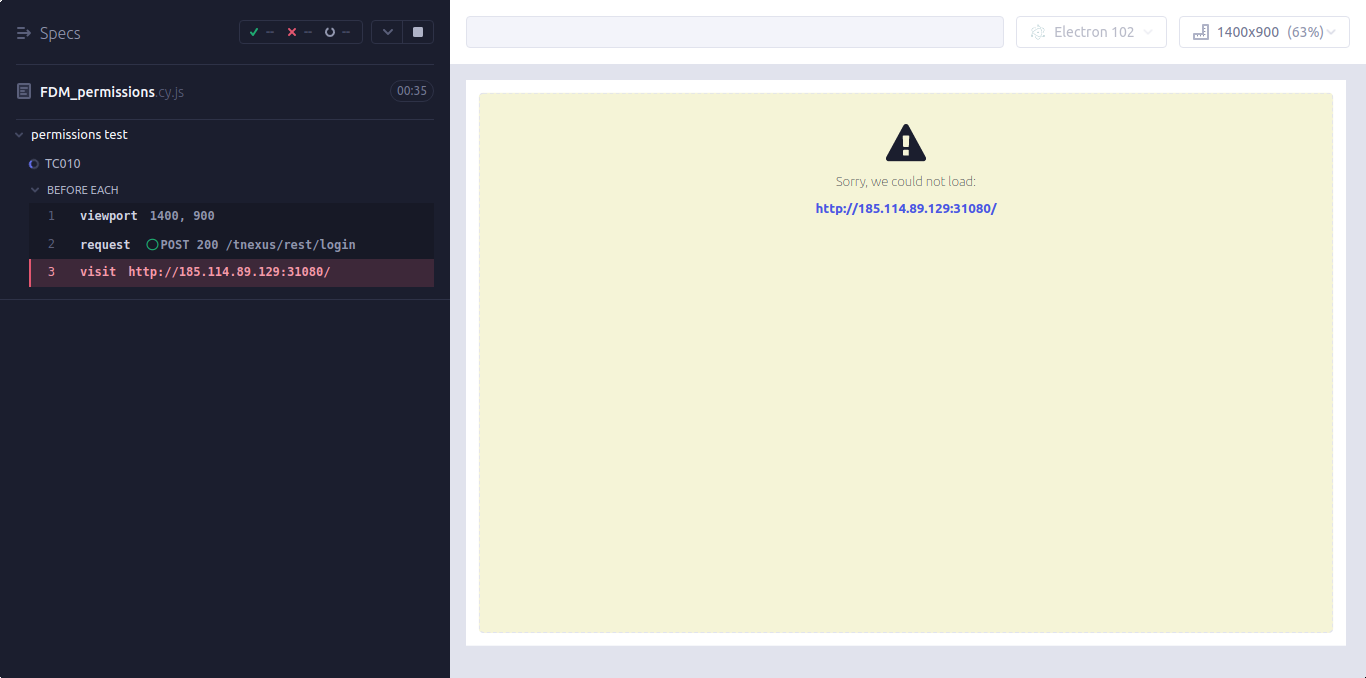 Specs
-- -- --
Electron 102
1400x900 (63%)
FDM_permissions.cy.js
00:35
permissions test
TC010
BEFORE EACH
1 viewport 1400, 900
2 request POST 200 /tnexus/rest/login
3 visit http://185.114.89.129:31080/
Sorry, we could not load:
http://185.114.89.129:31080/